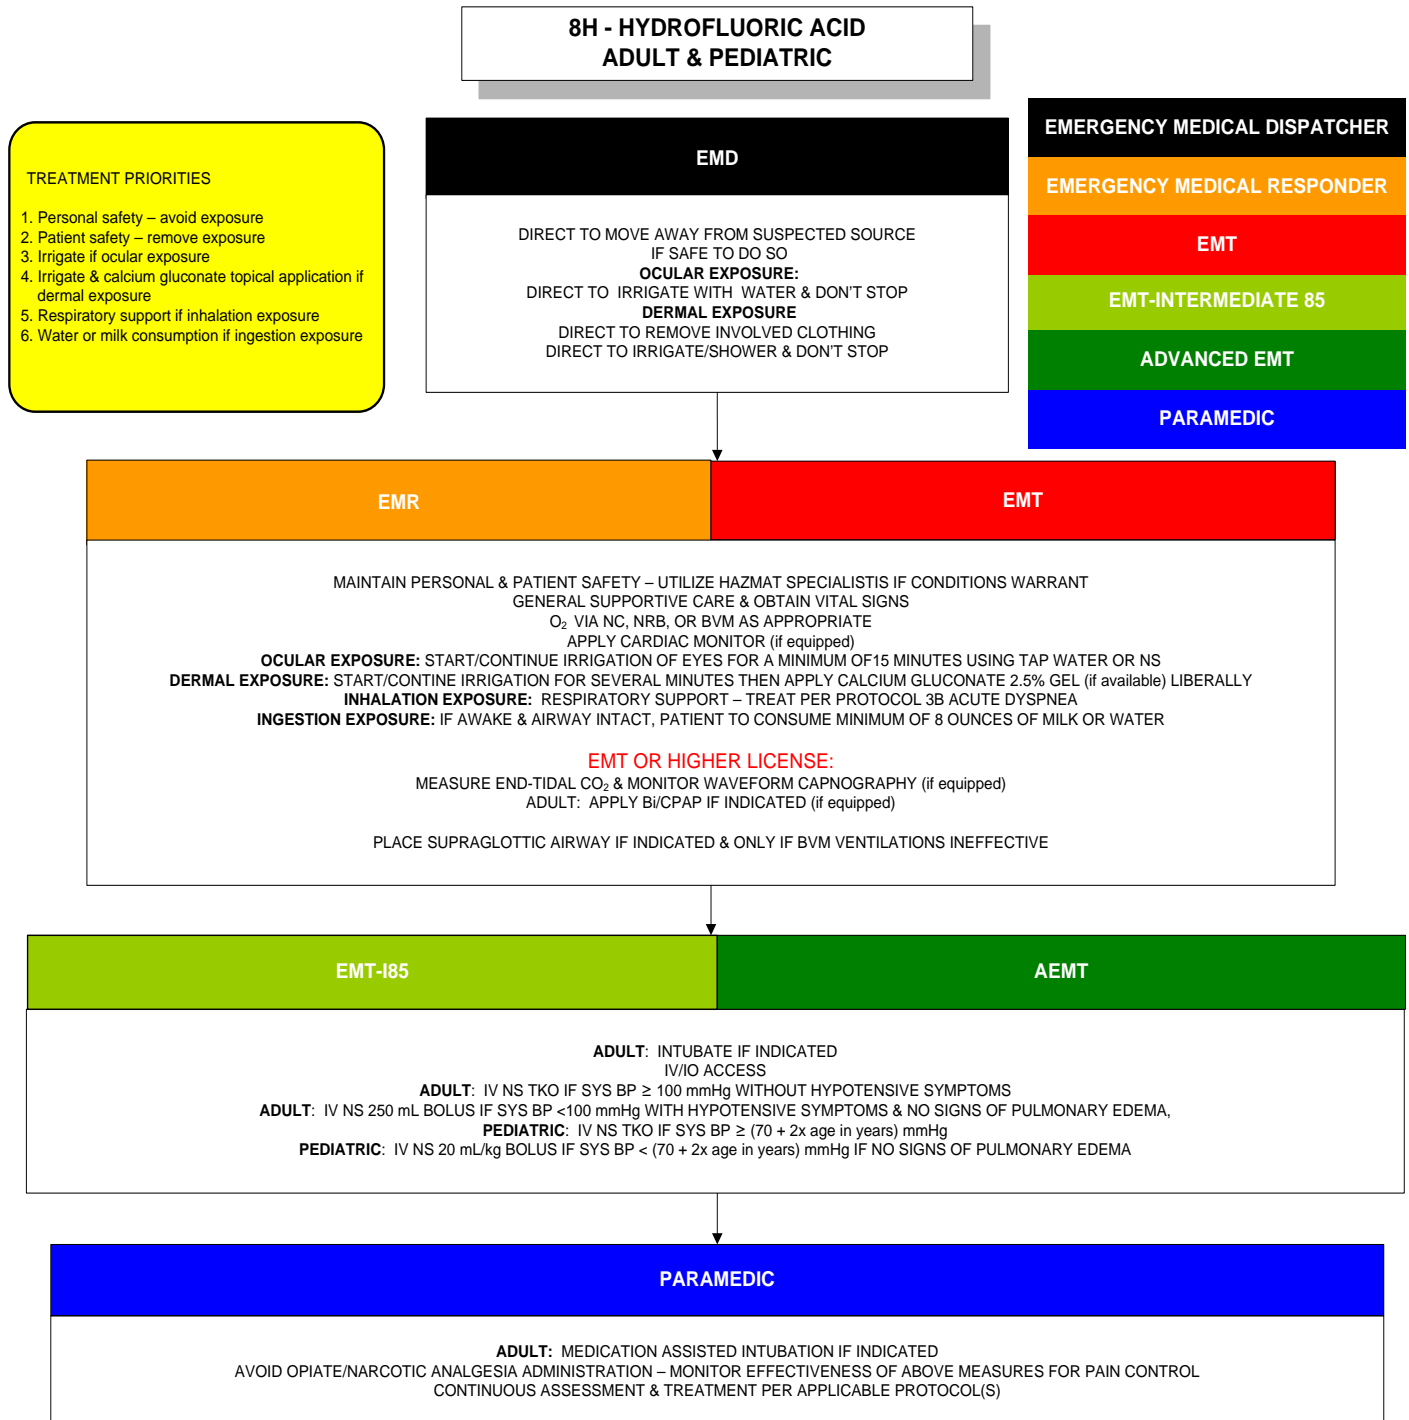 8H - HYDROFLUORIC ACID
ADULT & PEDIATRIC
TREATMENT PRIORITIES
1. Personal safety – avoid exposure
2. Patient safety – remove exposure
3. Irrigate if ocular exposure
4. Irrigate & calcium gluconate topical application if
dermal exposure
5. Respiratory support if inhalation exposure
6. Water or milk consumption if ingestion exposure
EMD
DIRECT TO MOVE AWAY FROM SUSPECTED SOURCE
IF SAFE TO DO SO
OCULAR EXPOSURE:
DIRECT TO IRRIGATE WITH WATER & DON'T STOP
DERMAL EXPOSURE
DIRECT TO REMOVE INVOLVED CLOTHING
DIRECT TO IRRIGATE/SHOWER & DON'T STOP
EMERGENCY MEDICAL DISPATCHER
EMERGENCY MEDICAL RESPONDER
EMT
EMT-INTERMEDIATE 85
ADVANCED EMT
PARAMEDIC
EMR
EMT
MAINTAIN PERSONAL & PATIENT SAFETY – UTILIZE HAZMAT SPECIALISTIS IF CONDITIONS WARRANT
GENERAL SUPPORTIVE CARE & OBTAIN VITAL SIGNS
O₂ VIA NC, NRB, OR BVM AS APPROPRIATE
APPLY CARDIAC MONITOR (if equipped)
OCULAR EXPOSURE: START/CONTINUE IRRIGATION OF EYES FOR A MINIMUM OF15 MINUTES USING TAP WATER OR NS
DERMAL EXPOSURE: START/CONTINE IRRIGATION FOR SEVERAL MINUTES THEN APPLY CALCIUM GLUCONATE 2.5% GEL (if available) LIBERALLY
INHALATION EXPOSURE: RESPIRATORY SUPPORT – TREAT PER PROTOCOL 3B ACUTE DYSPNEA
INGESTION EXPOSURE: IF AWAKE & AIRWAY INTACT, PATIENT TO CONSUME MINIMUM OF 8 OUNCES OF MILK OR WATER
EMT OR HIGHER LICENSE:
MEASURE END-TIDAL CO₂ & MONITOR WAVEFORM CAPNOGRAPHY (if equipped)
ADULT: APPLY Bi/CPAP IF INDICATED (if equipped)
PLACE SUPRAGLOTTIC AIRWAY IF INDICATED & ONLY IF BVM VENTILATIONS INEFFECTIVE
EMT-I85
AEMT
ADULT: INTUBATE IF INDICATED
IV/IO ACCESS
ADULT: IV NS TKO IF SYS BP ≥ 100 mmHg WITHOUT HYPOTENSIVE SYMPTOMS
ADULT: IV NS 250 mL BOLUS IF SYS BP <100 mmHg WITH HYPOTENSIVE SYMPTOMS & NO SIGNS OF PULMONARY EDEMA,
PEDIATRIC: IV NS TKO IF SYS BP ≥ (70 + 2x age in years) mmHg
PEDIATRIC: IV NS 20 mL/kg BOLUS IF SYS BP < (70 + 2x age in years) mmHg IF NO SIGNS OF PULMONARY EDEMA
PARAMEDIC
ADULT: MEDICATION ASSISTED INTUBATION IF INDICATED
AVOID OPIATE/NARCOTIC ANALGESIA ADMINISTRATION – MONITOR EFFECTIVENESS OF ABOVE MEASURES FOR PAIN CONTROL
CONTINUOUS ASSESSMENT & TREATMENT PER APPLICABLE PROTOCOL(S)